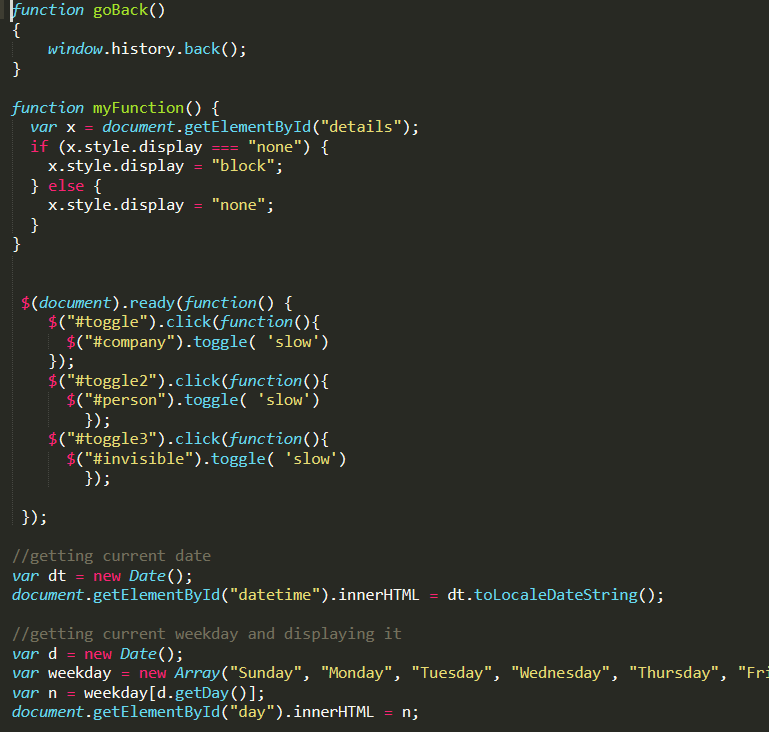 function goBack()
{
    window.history.back();
}

function myFunction() {
  var x = document.getElementById("details");
  if (x.style.display === "none") {
    x.style.display = "block";
  } else {
    x.style.display = "none";
  }
}


 $(document).ready(function() {
    $("#toggle").click(function(){
      $("#company").toggle( 'slow')
    });
    $("#toggle2").click(function(){
      $("#person").toggle( 'slow')
        });
    $("#toggle3").click(function(){
      $("#invisible").toggle( 'slow')
        });

 });

//getting current date
var dt = new Date();
document.getElementById("datetime").innerHTML = dt.toLocaleDateString();

//getting current weekday and displaying it
var d = new Date();
var weekday = new Array("Sunday", "Monday", "Tuesday", "Wednesday", "Thursday", "Fri
var n = weekday[d.getDay()];
document.getElementById("day").innerHTML = n;